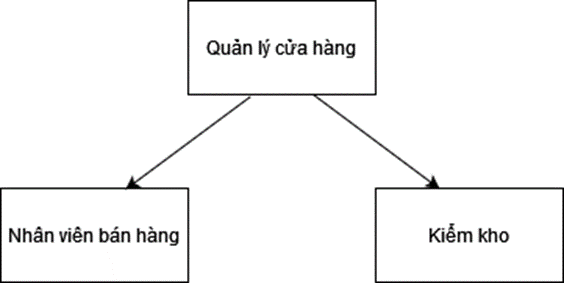 Quản lý cửa hàng
Nhân viên bán hàng
Kiểm kho